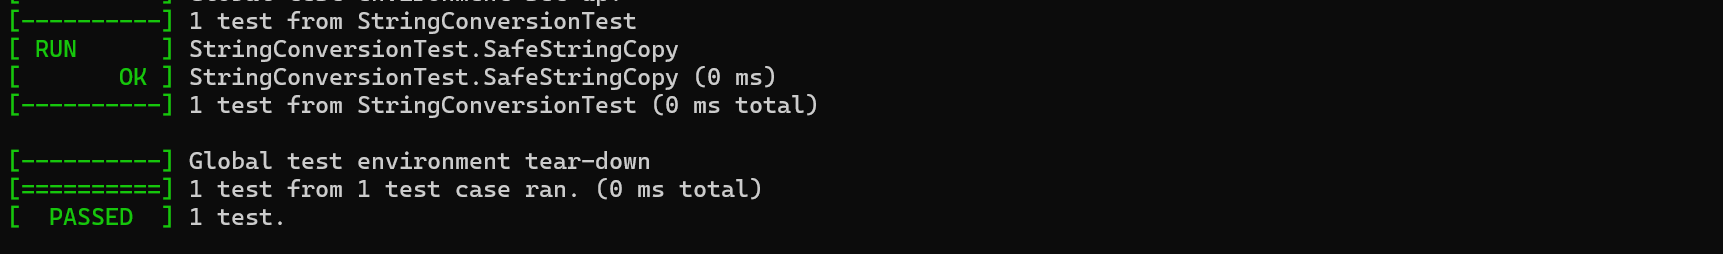 [----------] 1 test from StringConversionTest
[ RUN      ] StringConversionTest.SafeStringCopy
[       OK ] StringConversionTest.SafeStringCopy (0 ms)
[----------] 1 test from StringConversionTest (0 ms total)
[----------] Global test environment tear-down
[==========] 1 test from 1 test case ran. (0 ms total)
[  PASSED  ] 1 test.